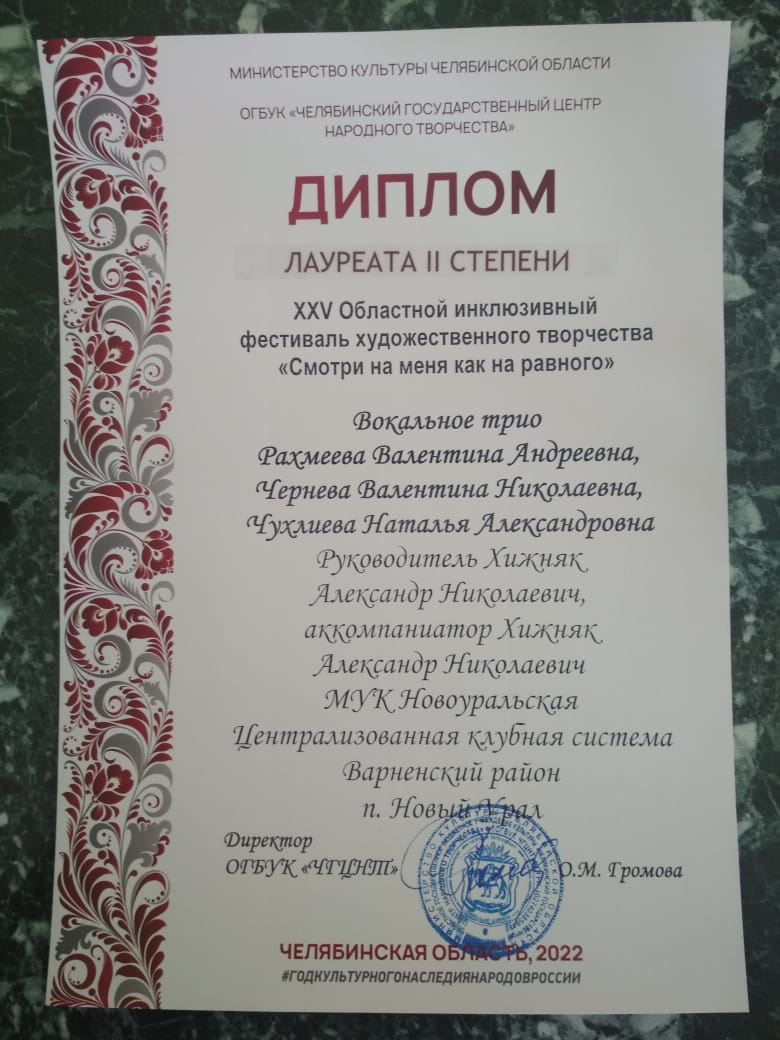 МИНИСТЕРСТВО КУЛЬТУРЫ ЧЕЛЯБИНСКОЙ ОБЛАСТИ
ОГБУК «ЧЕЛЯБИНСКИЙ ГОСУДАРСТВЕННЫЙ ЦЕНТР
НАРОДНОГО ТВОРЧЕСТВА»
ДИПЛОМ
ЛАУРЕАТА II СТЕПЕНИ
XXV Областной инклюзивный
фестиваль художественного творчества
«Смотри на меня как на равного»
Вокальное трио
Рахмеева Валентина Андреевна,
Чернева Валентина Николаевна,
Чухлиева Наталья Александровна
Руководитель Хижняк
Александр Николаевич,
аккомпаниатор Хижняк
Александр Николаевич
МУК Новоуральская
Централизованная клубная система
Варненский район
п. Новый Урал
Директор
ОГБУК «ЧГЦНТ» О.М. Громова
ЧЕЛЯБИНСКАЯ ОБЛАСТЬ, 2022
#ГОДКУЛЬТУРНОГОНАСЛЕДИЯНАРОДОВРОССИИ